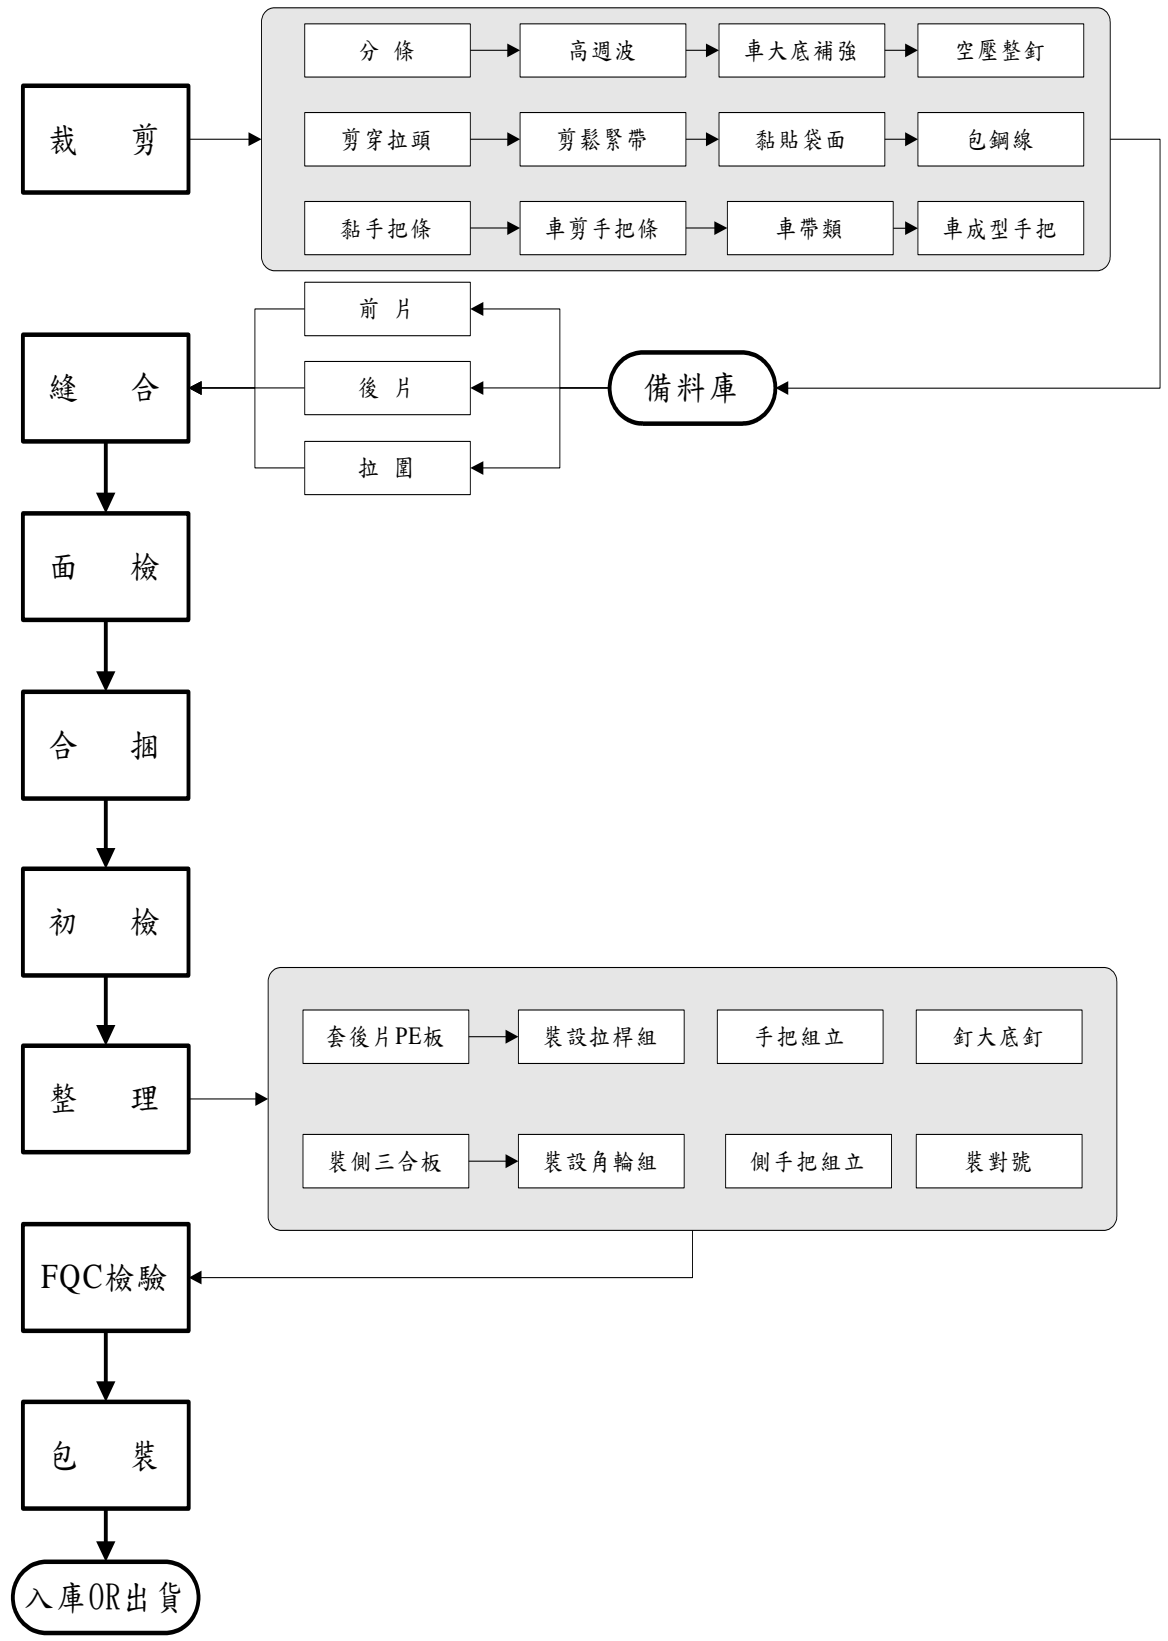 分 條
高週波
車大底補強
空壓整釘
裁 剪
剪穿拉頭
剪鬆緊帶
黏貼袋面
包鋼線
黏手把條
車剪手把條
車帶類
車成型手把
前 片
縫 合
後 片
備料庫
拉 圍
面 檢
合 捆
初 檢
套後片PE板
裝設拉桿組
手把組立
釘大底釘
整 理
裝側三合板
裝設角輪組
側手把組立
裝對號
FQC檢驗
包 裝
入庫OR出貨